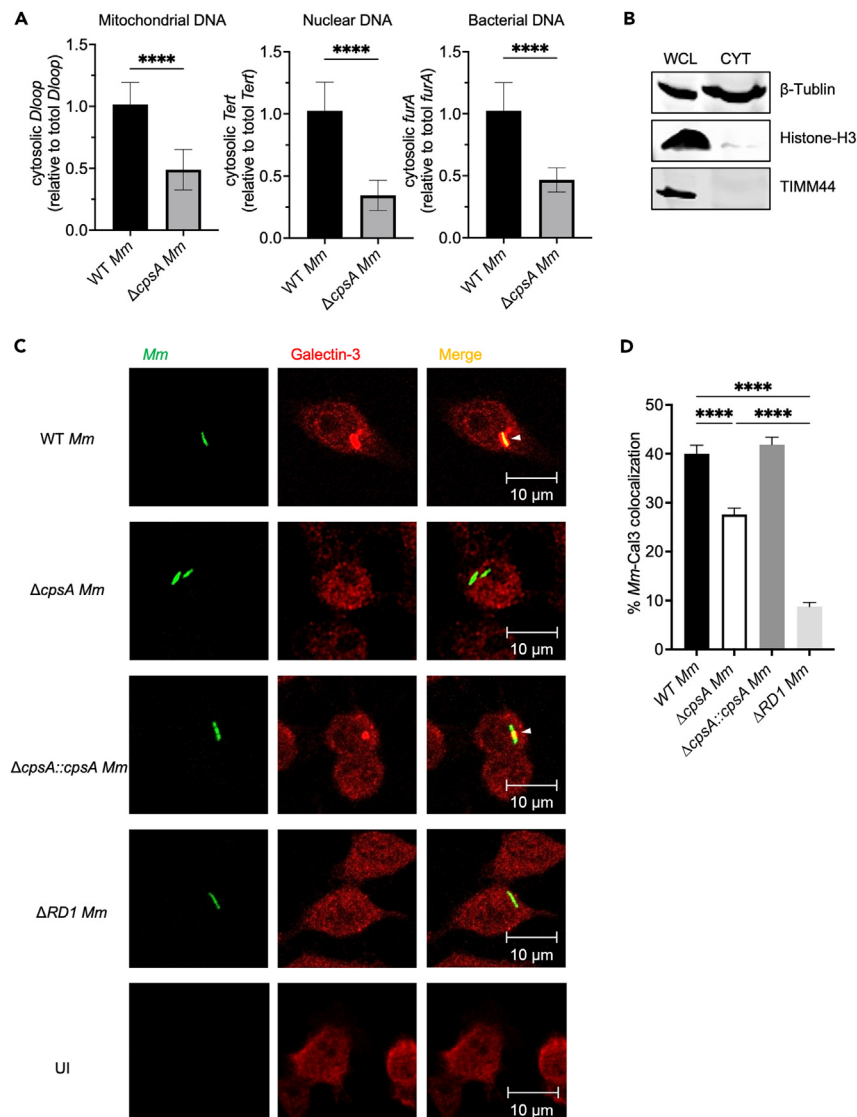 A
Mitochondrial DNA
Nuclear DNA
Bacterial DNA
cytosolic Dloop
(relative to totol Dloop)
1.5
1.0
0.5
0.0
****
WT Mm
ΔcpsA Mm
cytosolic Tert
(relative to totol Tert)
1.5
1.0
0.5
0.0
****
WT Mm
ΔcpsA Mm
cytosolic furA
(relative to totol furA)
1.5
1.0
0.5
0.0
****
WT Mm
ΔcpsA Mm
B
WCL CYT
β-Tublin
Histone-H3
TIMM44
C
Mm Galectin-3 Merge
WT Mm
10 µm
ΔcpsA Mm
10 µm
ΔcpsA::cpsA Mm
10 µm
ΔRD1 Mm
10 µm
UI
10 µm
D
% Mm-Cal3 colocalization
50
40
30
20
10
0
****
**** ****
WT Mm
ΔcpsA Mm
ΔcpsA::cpsA Mm
ΔRD1 Mm